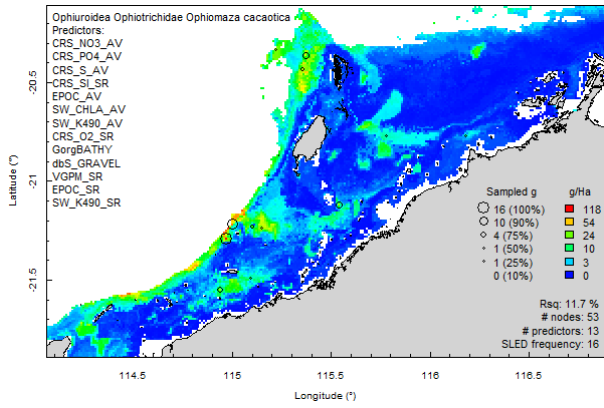 Ophiuroidea Ophiotrichidae Ophiomaza cacaotica
Predictors:
CRS_NO3_AV
CRS_PO4_AV
CRS_S_AV
CRS_SI_SR
EPOC_AV
SW_CHLA_AV
SW_K490_AV
CRS_O2_SR
GorgBATHY
dbS_GRAVEL
VGPM_SR
EPOC_SR
SW_K490_SR
-20.5
-21
-21.5
Latitude (°)
Sampled g g/Ha
16 (100%) 118
10 (90%) 54
4 (75%) 24
1 (50%) 10
1 (25%) 3
0 (10%) 0
Rsq: 11.7 %
# nodes: 53
# predictors: 13
SLED frequency: 16
114.5 115 115.5 116 116.5
Longitude (°)